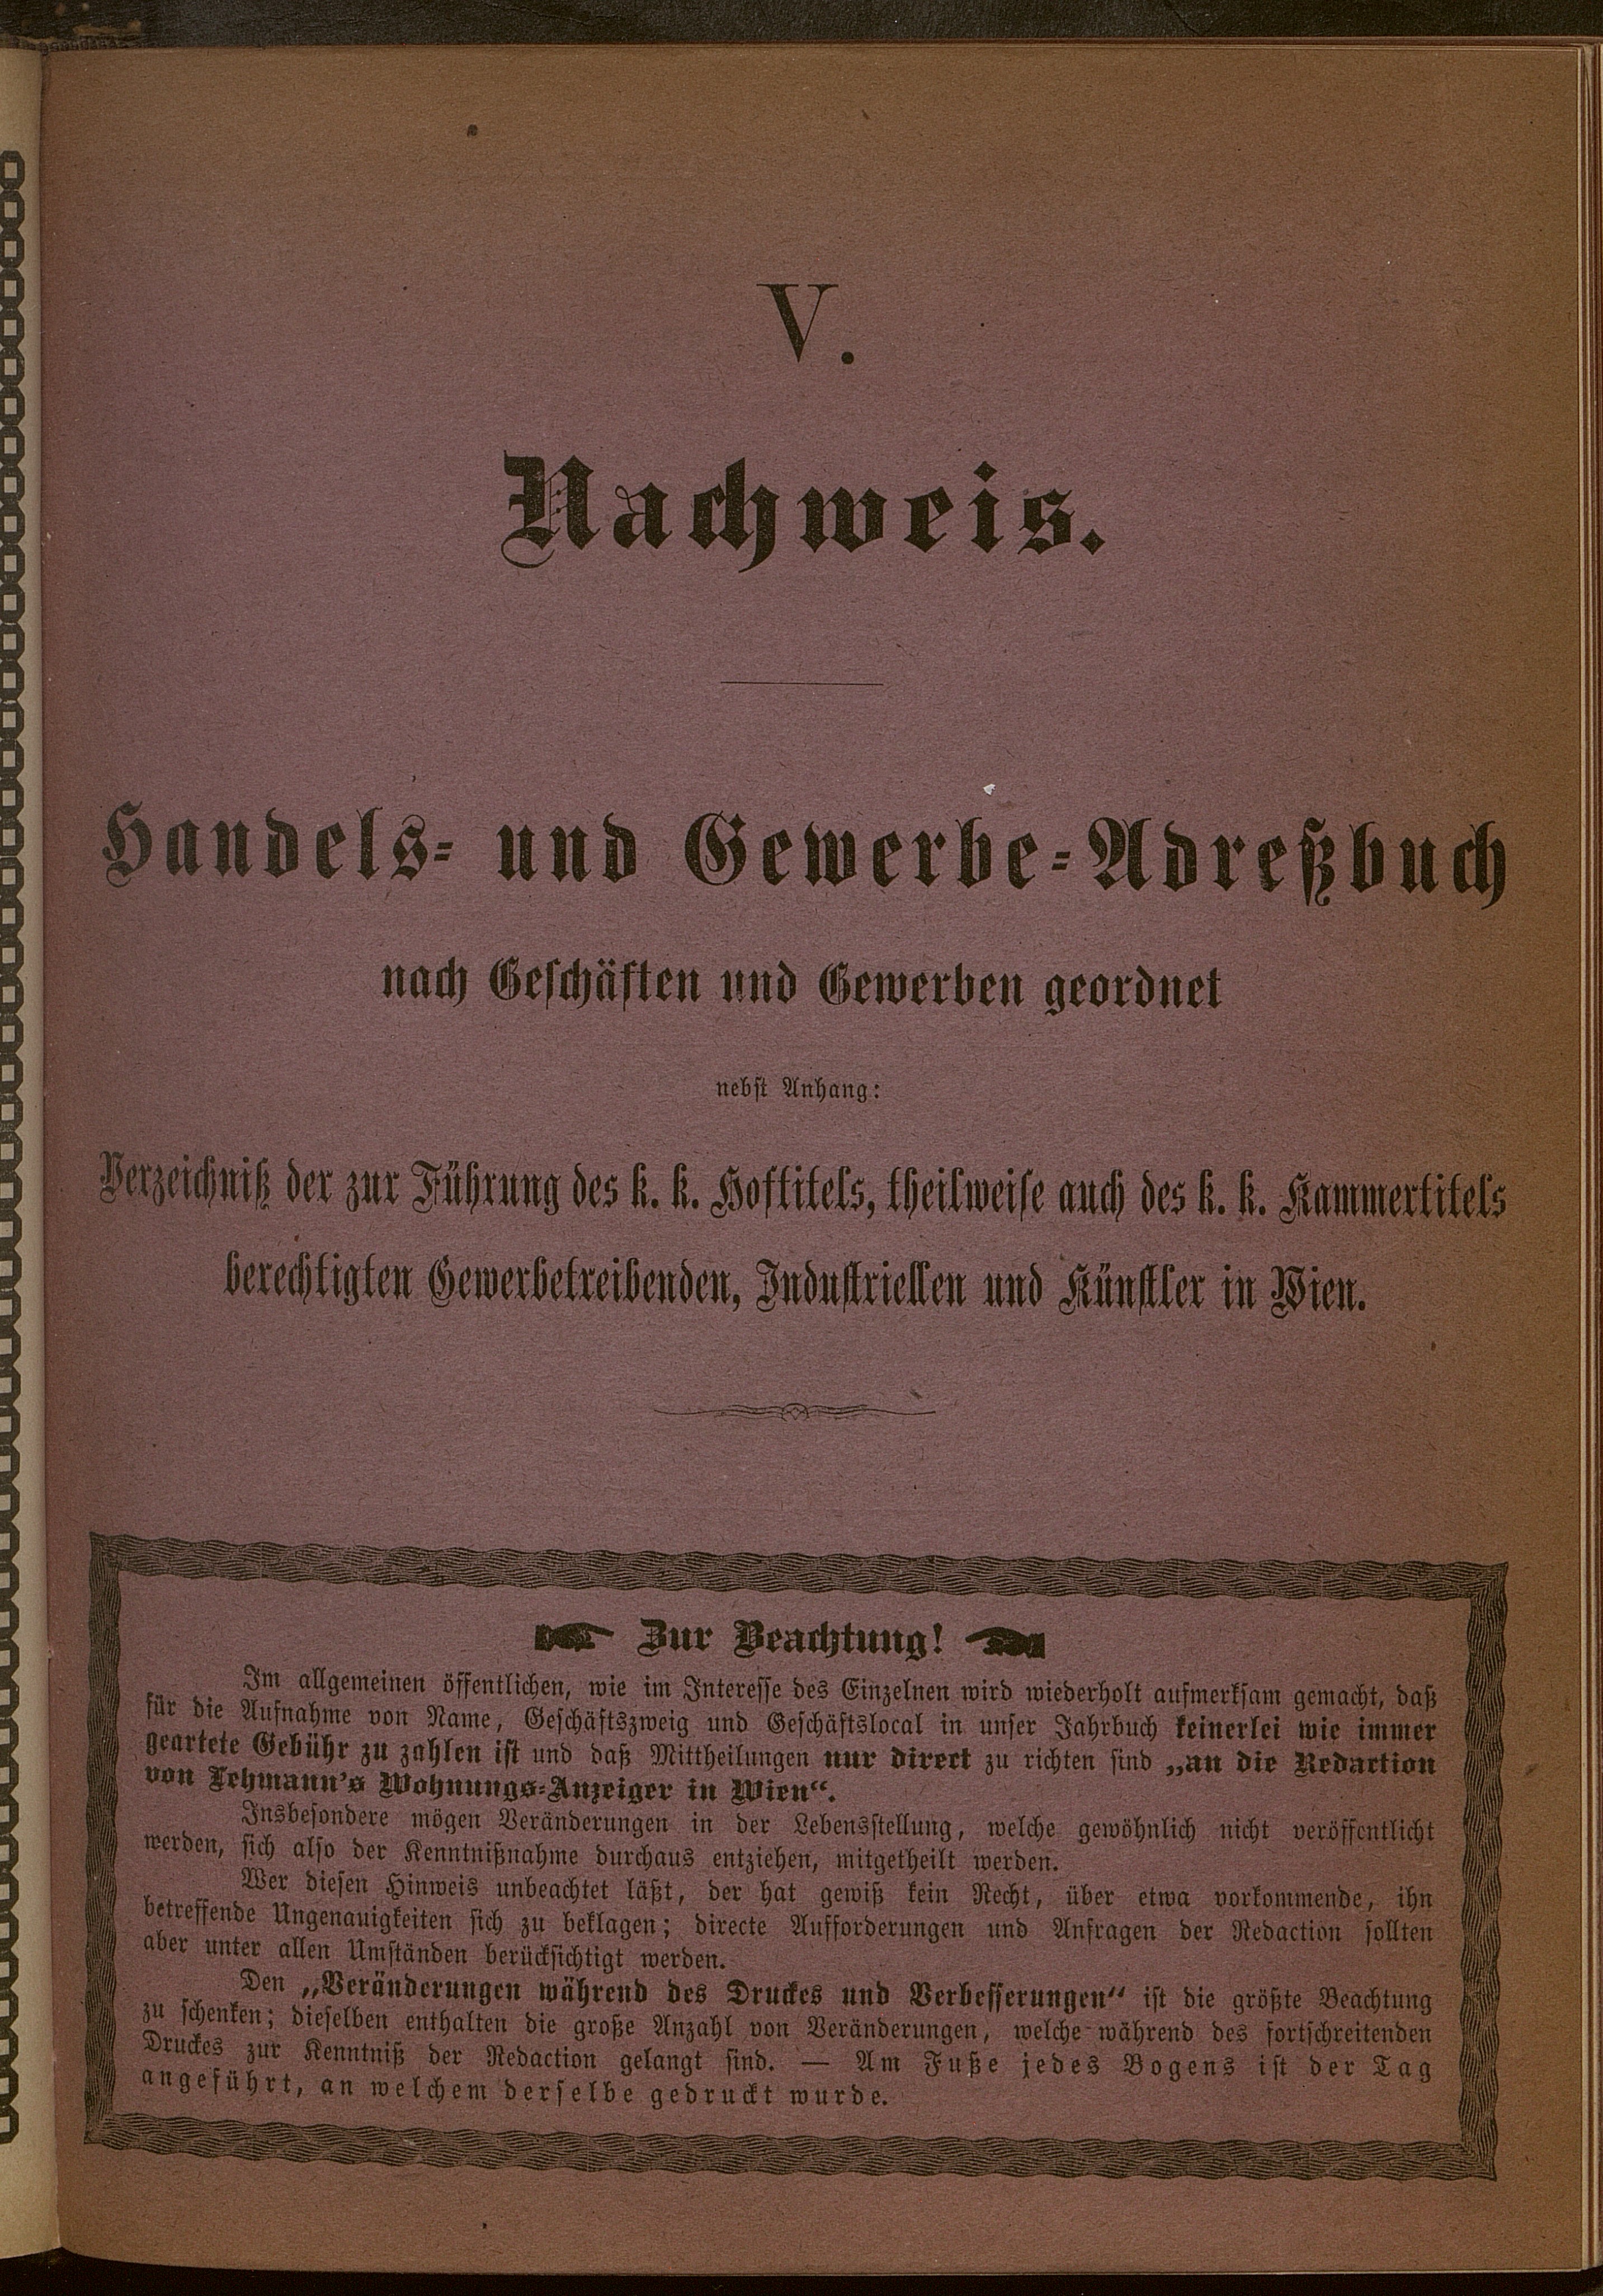 V.
Nachweis.
Handels- und Gewerbe-Adreßbuch
nach Geschäften und Gewerben geordnet
nebst Anhang:
Verzeichniß der zur Führung des k. k. Hoftitels, theilweise auch des k. k. Kammertitels
berechtigten Gewerbetreibenden, Industriellen und Künstler in Wien.
Zur Beachtung!
Im allgemeinen öffentlichen, wie im Interesse des Einzelnen wird wiederholt aufmerksam gemacht, daß
für die Aufnahme von Name, Geschäftszweig und Geschäftslocal in unser Jahrbuch keinerlei wie immer
geartete Gebühr zu zahlen ist und daß Mittheilungen nur direct zu richten sind „an die Redaction
von Lehmann's Wohnungs-Anzeiger in Wien“.
Insbesondere mögen Veränderungen in der Lebensstellung, welche gewöhnlich nicht veröffentlicht
werden, sich also der Kenntnißnahme durchaus entziehen, mitgetheilt werden.
Wer diesen Hinweis unbeachtet läßt, der hat gewiß kein Recht, über etwa vorkommende, ihn
betreffende Ungenauigkeiten sich zu beklagen; directe Aufforderungen und Anfragen der Redaction sollten
aber unter allen Umständen berücksichtigt werden.
Den „Veränderungen während des Druckes und Verbesserungen“ ist die größte Beachtung
zu schenken; dieselben enthalten die große Anzahl von Veränderungen, welche während des fortschreitenden
Druckes zur Kenntniß der Redaction gelangt sind. — Am Fuße jedes Bogens ist der Tag
angeführt, an welchem derselbe gedruckt wurde.